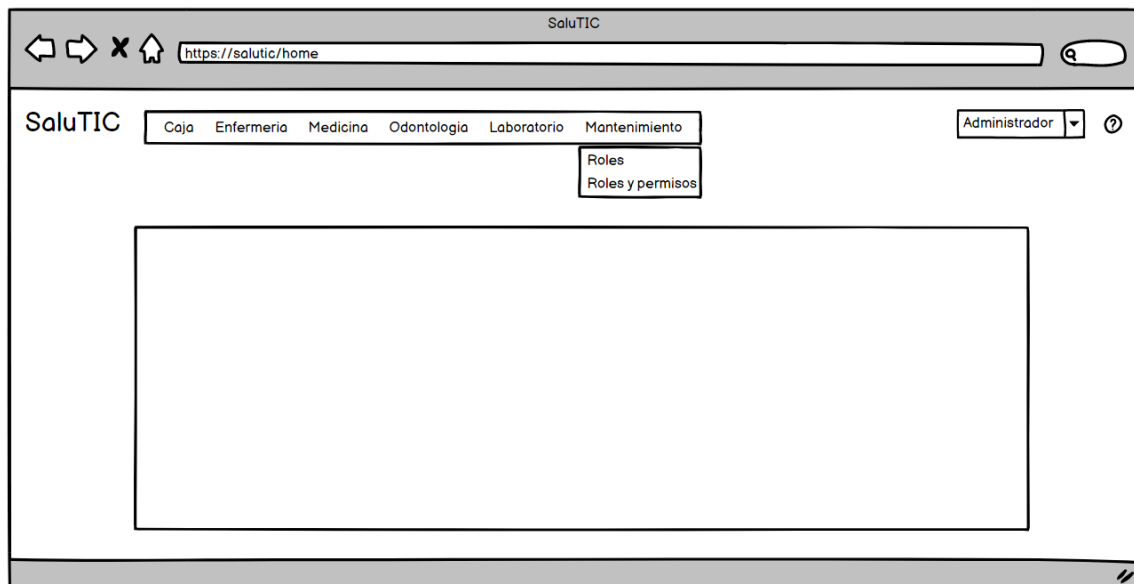 SaluTIC
https://salutic/home
SaluTIC
Caja Enfermeria Medicina Odontologia Laboratorio Mantenimiento
Administrador
?
Roles
Roles y permisos